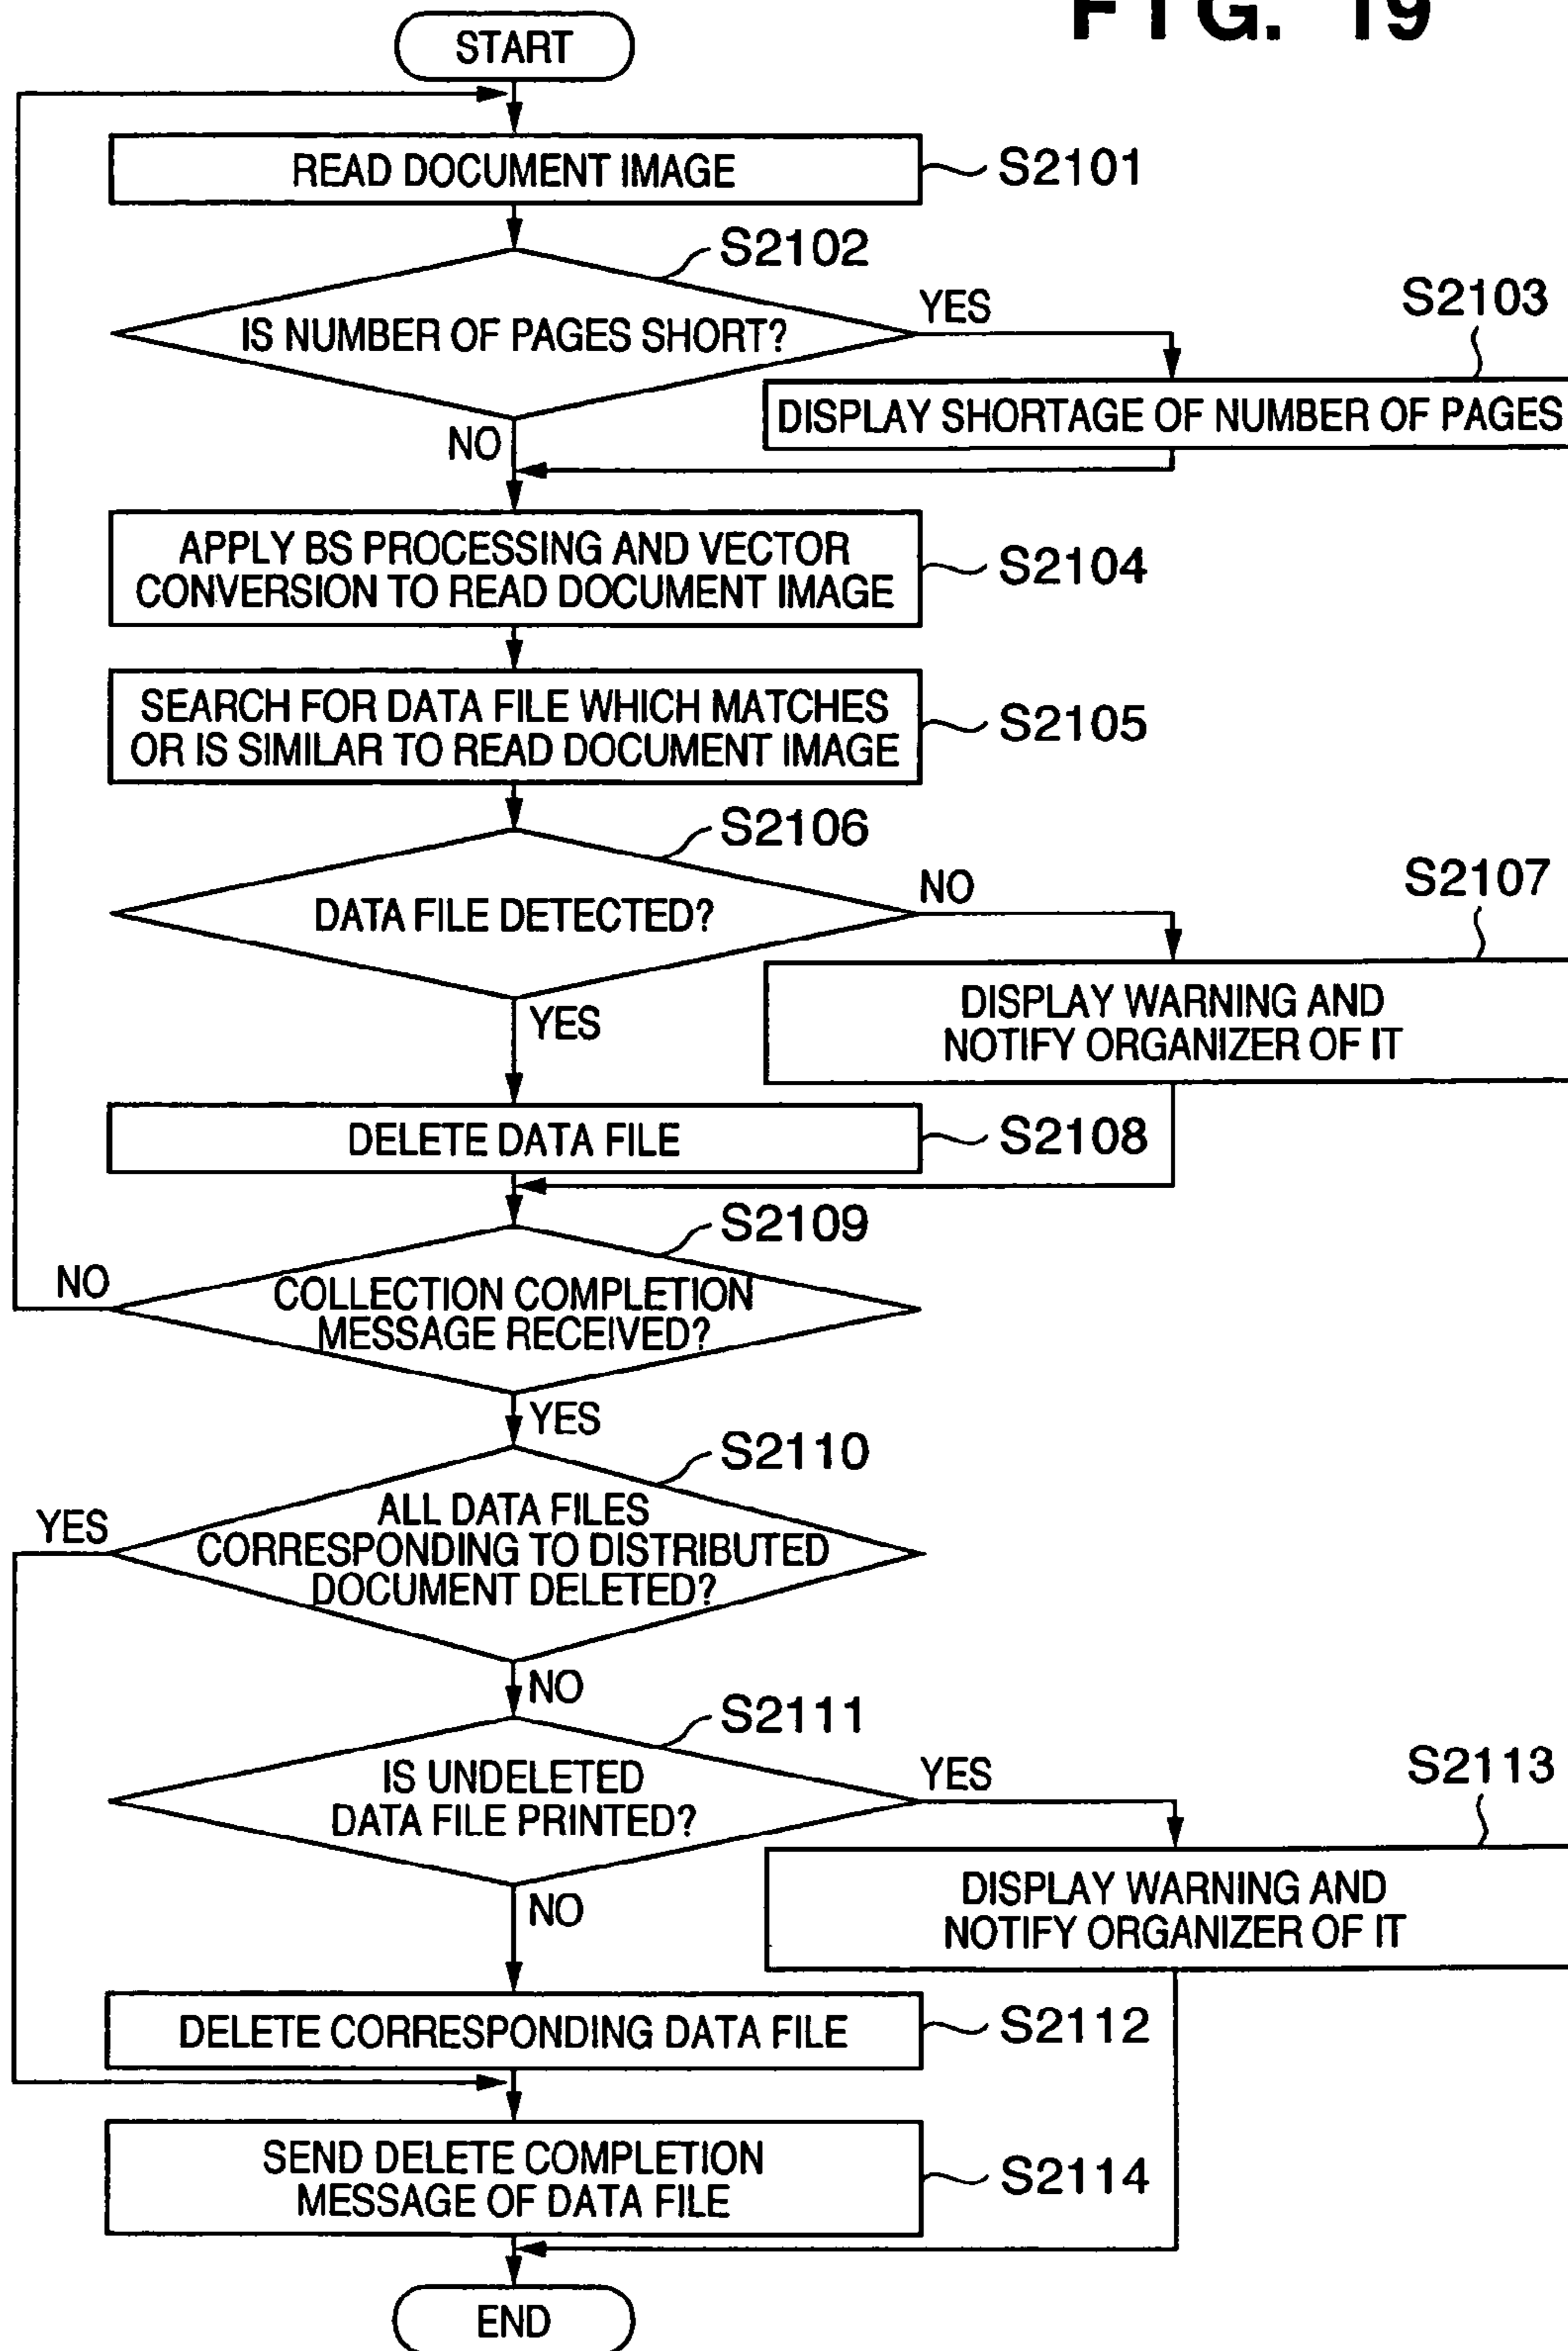 FIG. 19
START
READ DOCUMENT IMAGE
S2101
S2102
IS NUMBER OF PAGES SHORT?
YES
S2103
DISPLAY SHORTAGE OF NUMBER OF PAGES
NO
APPLY BS PROCESSING AND VECTOR
CONVERSION TO READ DOCUMENT IMAGE
S2104
SEARCH FOR DATA FILE WHICH MATCHES
OR IS SIMILAR TO READ DOCUMENT IMAGE
S2105
S2106
DATA FILE DETECTED?
NO
S2107
DISPLAY WARNING AND
NOTIFY ORGANIZER OF IT
YES
DELETE DATA FILE
S2108
S2109
NO
COLLECTION COMPLETION
MESSAGE RECEIVED?
YES
S2110
YES
ALL DATA FILES
CORRESPONDING TO DISTRIBUTED
DOCUMENT DELETED?
NO
S2111
IS UNDELETED
DATA FILE PRINTED?
YES
S2113
DISPLAY WARNING AND
NOTIFY ORGANIZER OF IT
NO
DELETE CORRESPONDING DATA FILE
S2112
SEND DELETE COMPLETION
MESSAGE OF DATA FILE
S2114
END